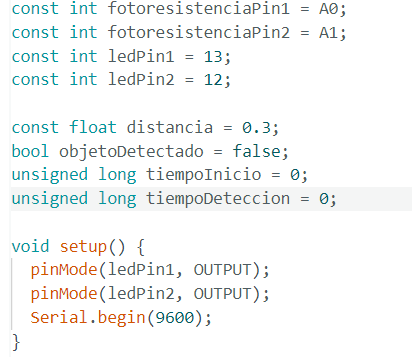 const int fotoresistenciaPin1 = A0;
const int fotoresistenciaPin2 = A1;
const int ledPin1 = 13;
const int ledPin2 = 12;

const float distancia = 0.3;
bool objetoDetectado = false;
unsigned long tiempoInicio = 0;
unsigned long tiempoDeteccion = 0;

void setup() {
  pinMode(ledPin1, OUTPUT);
  pinMode(ledPin2, OUTPUT);
  Serial.begin(9600);
}